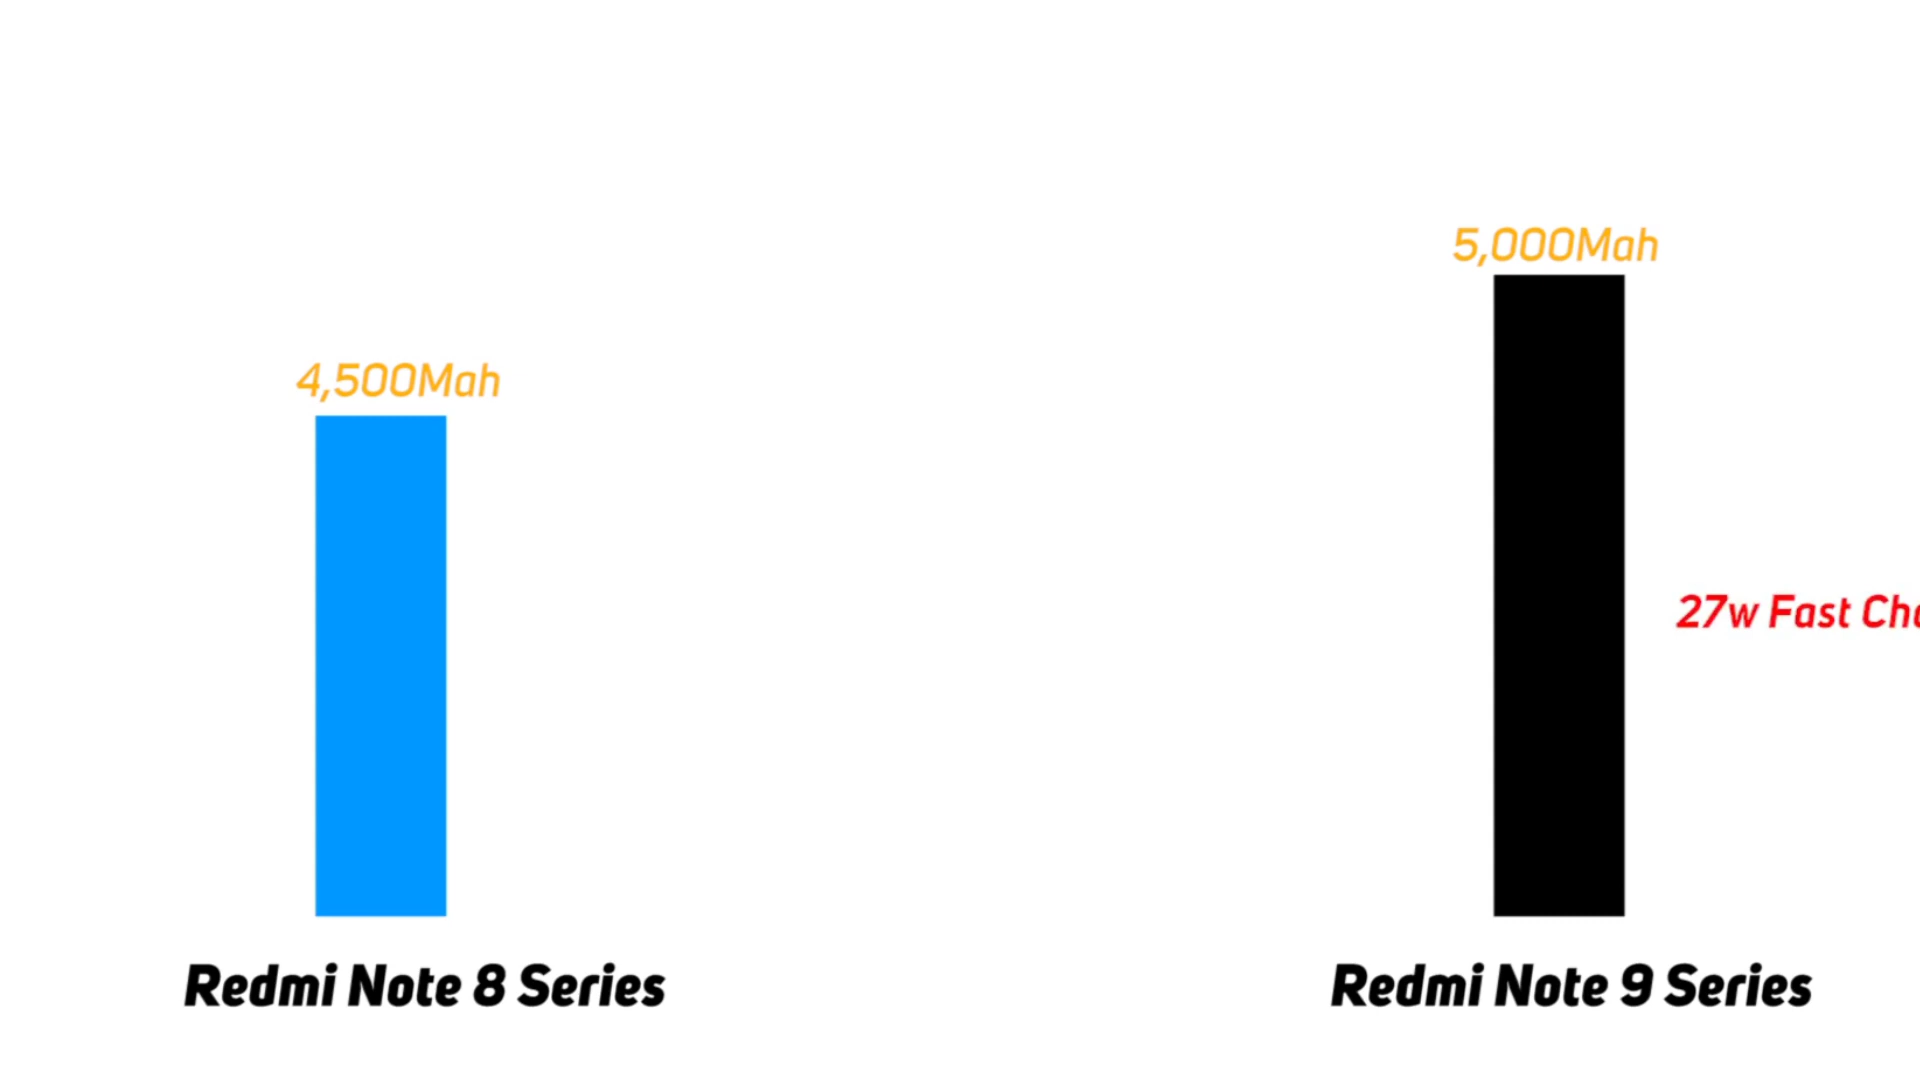 5,000Mah
4,500Mah
27w Fast
Redmi Note 8 Series
Redmi Note 9 Series